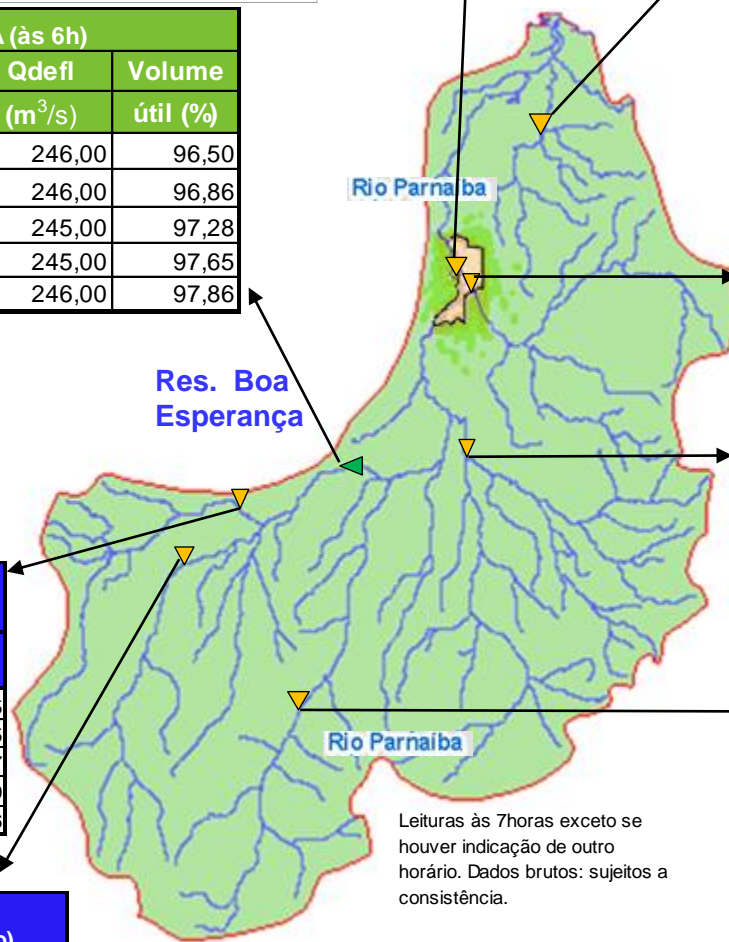 (às 6h)
Qdefl Volume
(m³/s) útil (%)
246,00 96,50
246,00 96,86
245,00 97,28
245,00 97,65
246,00 97,86
Rio Parnaíba
Res. Boa
Esperança
Rio Parnaíba
Leituras às 7horas exceto se
houver indicação de outro
horário. Dados brutos: sujeitos a
consistência.